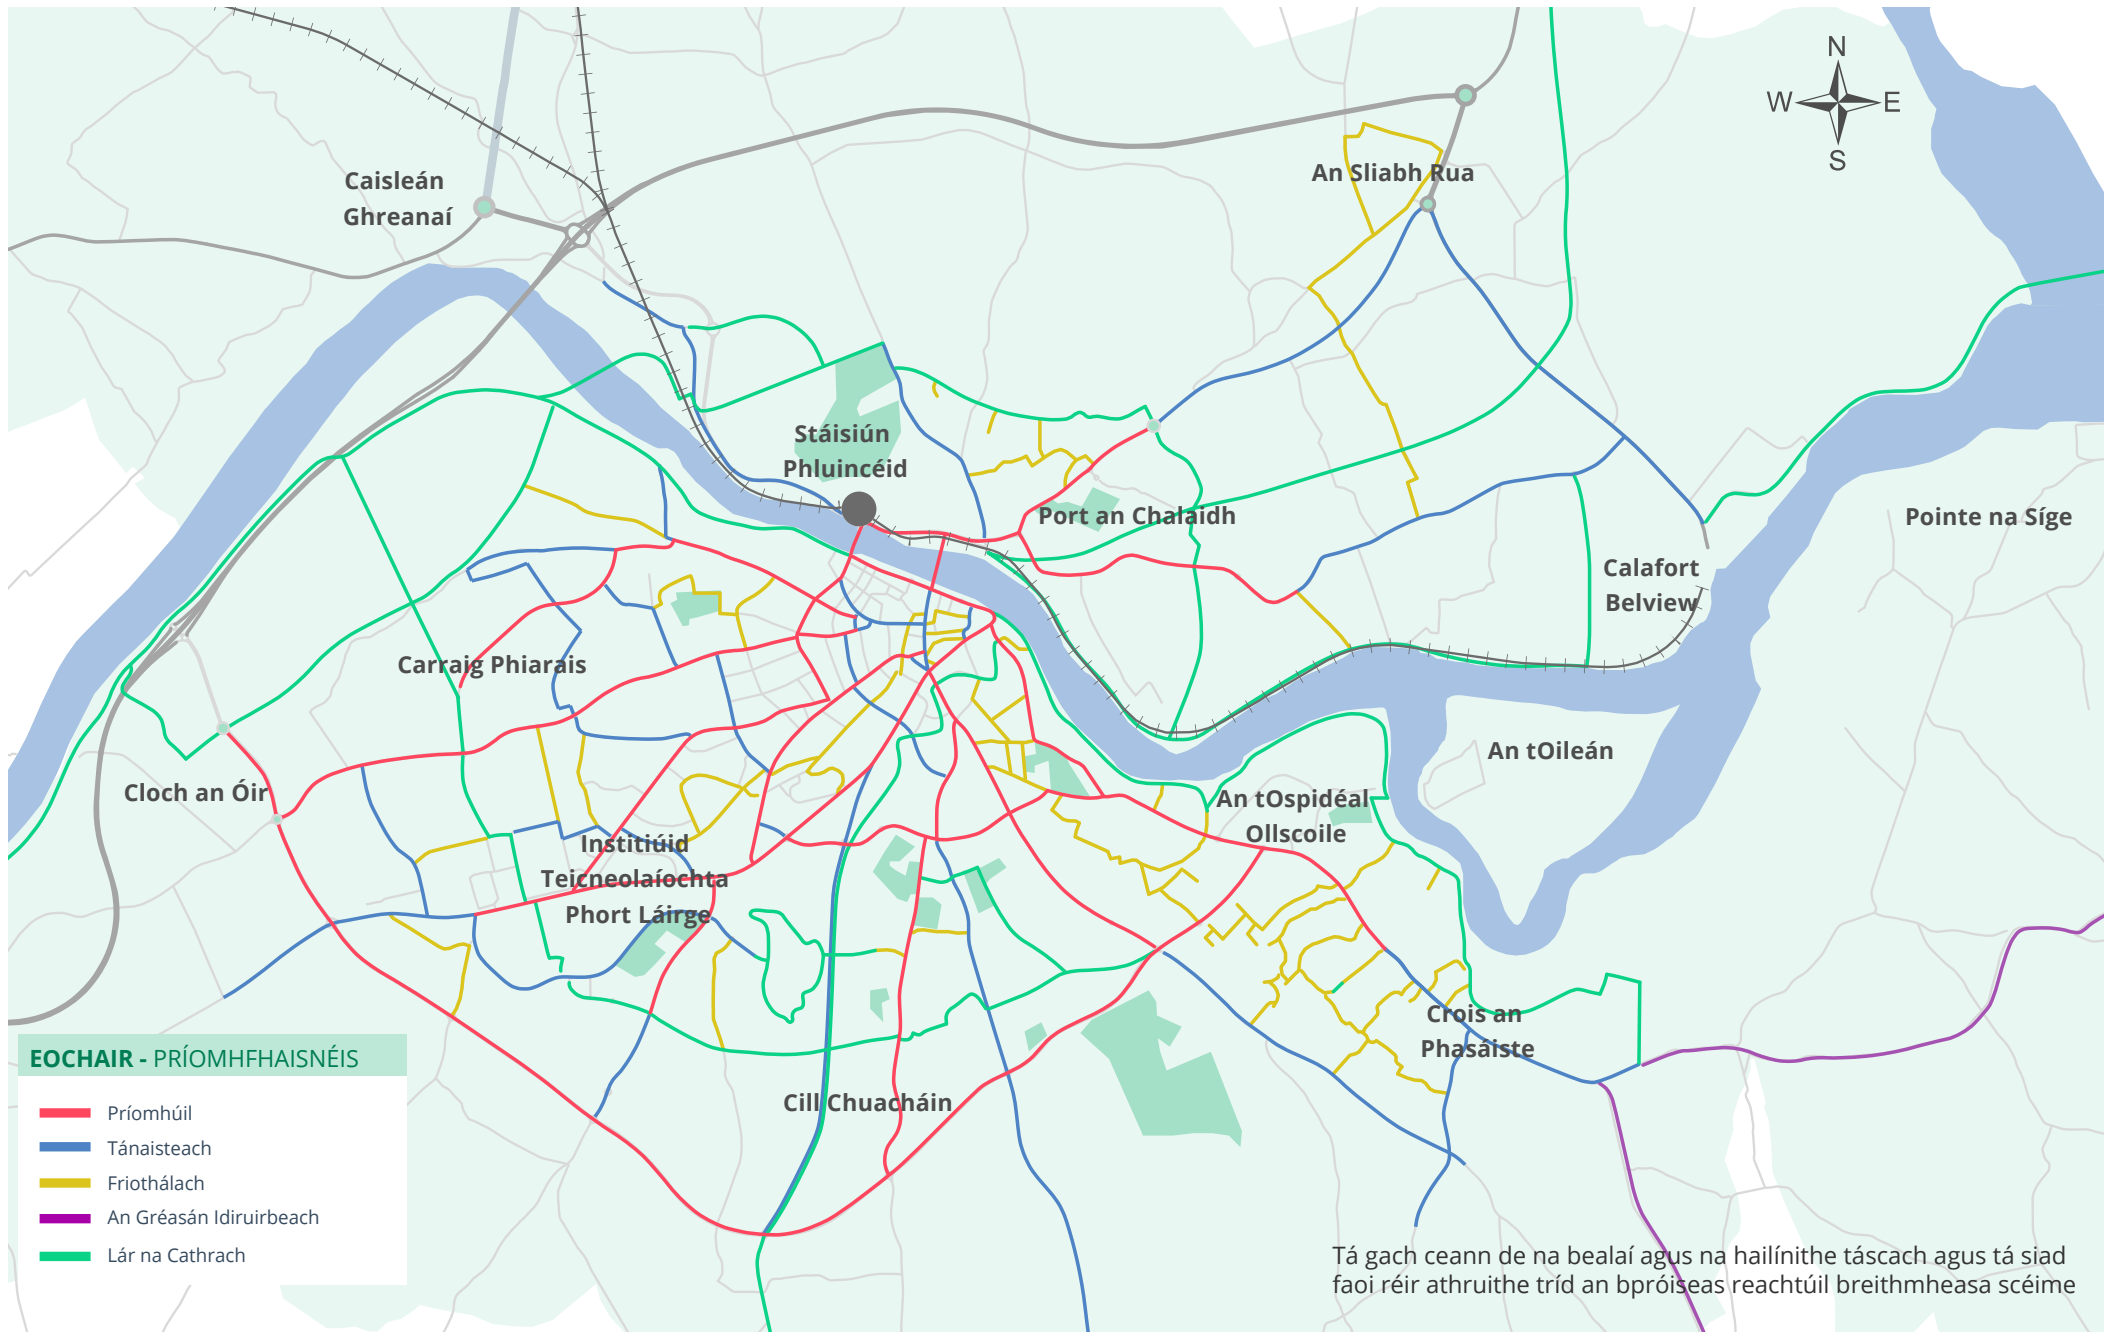 N
W
E
S
Caisleán
Ghreanaí
An Sliabh Rua
Stáisiún
Phluincéid
Port an Chalaidh
Pointe na Síge
Calafort
Belview
Carraig Phiarais
An tOileán
Cloch an Óir
An tOspidéal
Ollscoile
Institiúid
Teicneolaíochta
Phort Láirge
Crois an
Phasáiste
Cill Chuacháin
EOCHAIR - PRÍOMHFHAISNÉIS
Príomhúil
Tánaisteach
Friothálach
An Gréasán Idiruirbeach
Lár na Cathrach
Tá gach ceann de na bealaí agus na hailínithe táscach agus tá siad
faoi réir athruithe tríd an bpróiseas reachtúil breithmheasa scéime